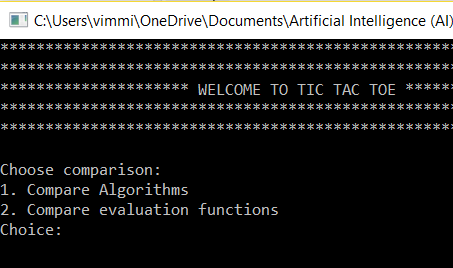 C:\Users\vimmi\OneDrive\Documents\Artificial Intelligence (AI)
**************************************************
**************************************************
********************* WELCOME TO TIC TAC TOE *****
**************************************************
**************************************************
Choose comparison:
1. Compare Algorithms
2. Compare evaluation functions
Choice: